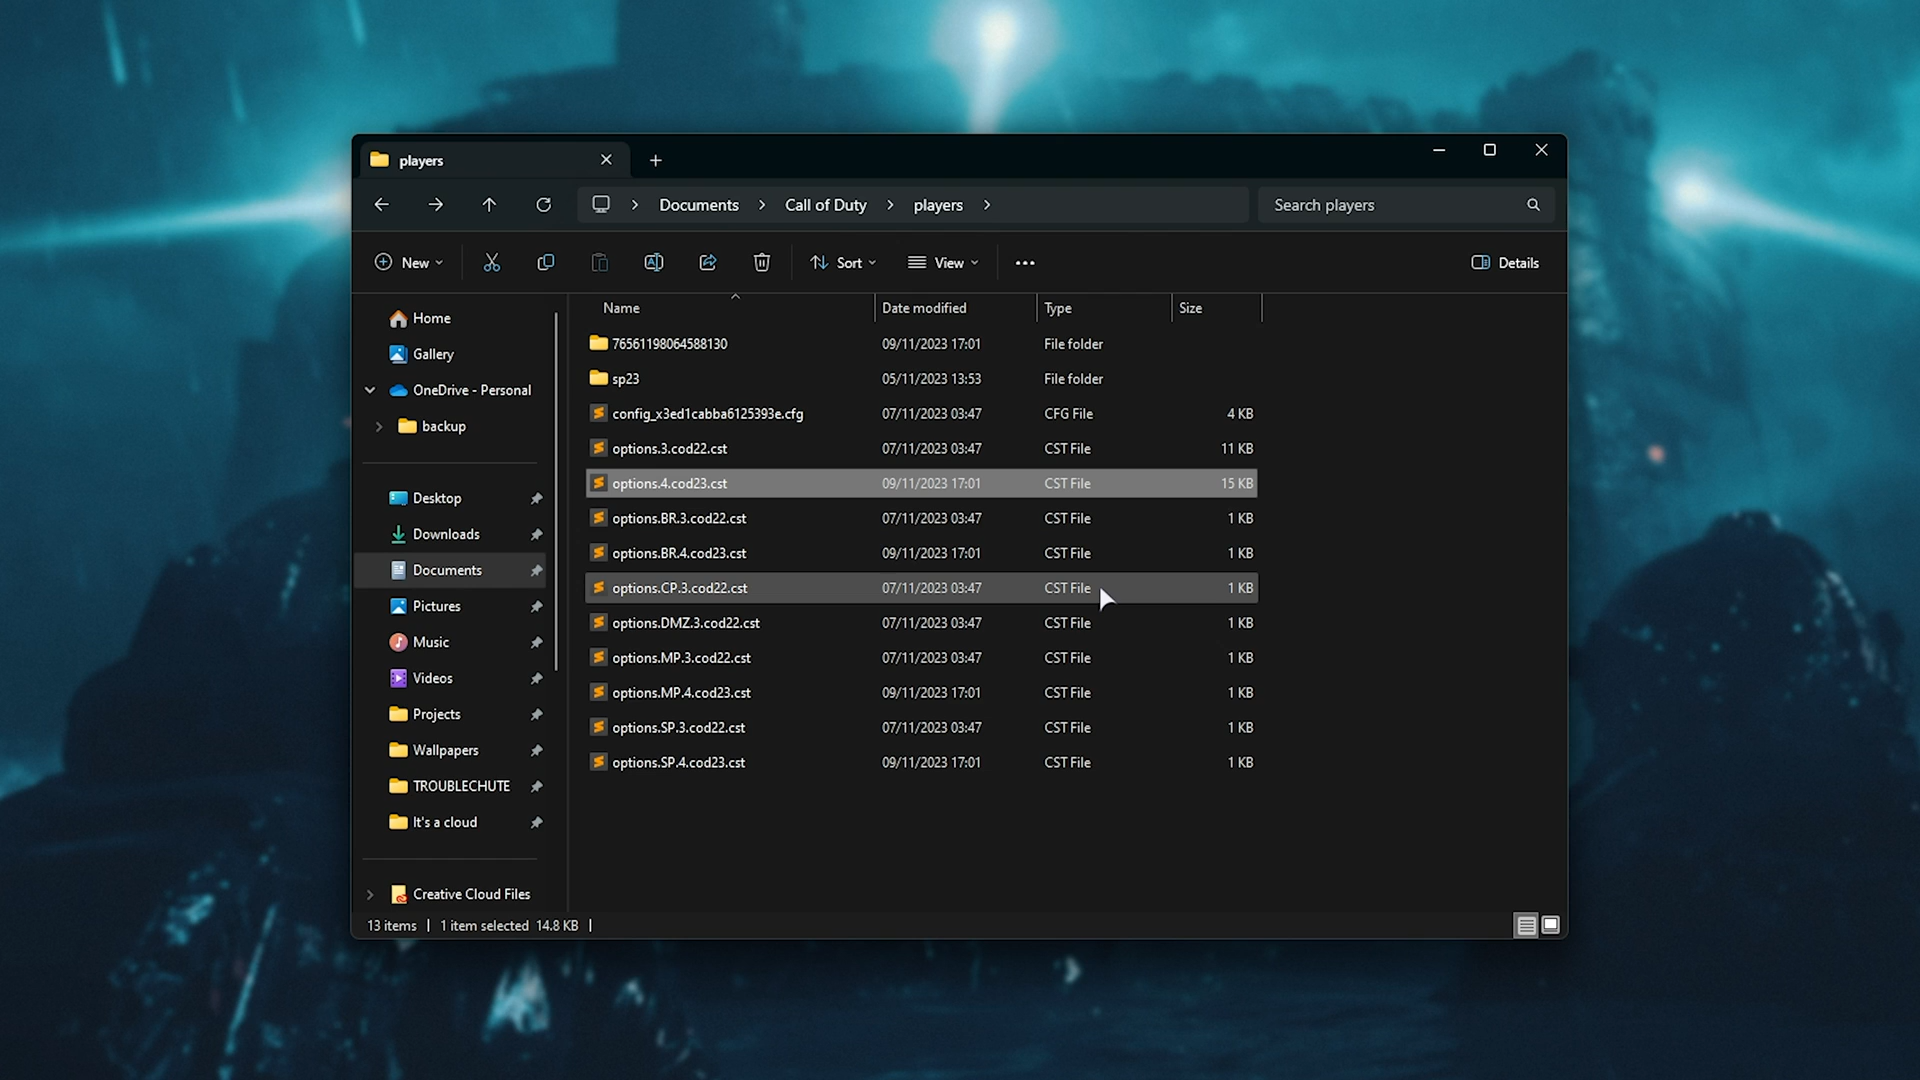 players
Documents > Call of Duty > players >
Search players
New
Sort
View
Details
Name Date modified Type Size
Home
Gallery
OneDrive - Personal
backup
Desktop
Downloads
Documents
Pictures
Music
Videos
Projects
Wallpapers
TROUBLECHUTE
It's a cloud
Creative Cloud Files
76561198064588130 09/11/2023 17:01 File folder
sp23 05/11/2023 13:53 File folder
config_x3ed1cabba6125393e.cfg 07/11/2023 03:47 CFG File 4 KB
options.3.cod22.cst 07/11/2023 03:47 CST File 11 KB
options.4.cod23.cst 09/11/2023 17:01 CST File 15 KB
options.BR.3.cod22.cst 07/11/2023 03:47 CST File 1 KB
options.BR.4.cod23.cst 09/11/2023 17:01 CST File 1 KB
options.CP.3.cod22.cst 07/11/2023 03:47 CST File 1 KB
options.DMZ.3.cod22.cst 07/11/2023 03:47 CST File 1 KB
options.MP.3.cod22.cst 07/11/2023 03:47 CST File 1 KB
options.MP.4.cod23.cst 09/11/2023 17:01 CST File 1 KB
options.SP.3.cod22.cst 07/11/2023 03:47 CST File 1 KB
options.SP.4.cod23.cst 09/11/2023 17:01 CST File 1 KB
13 items | 1 item selected 14.8 KB |